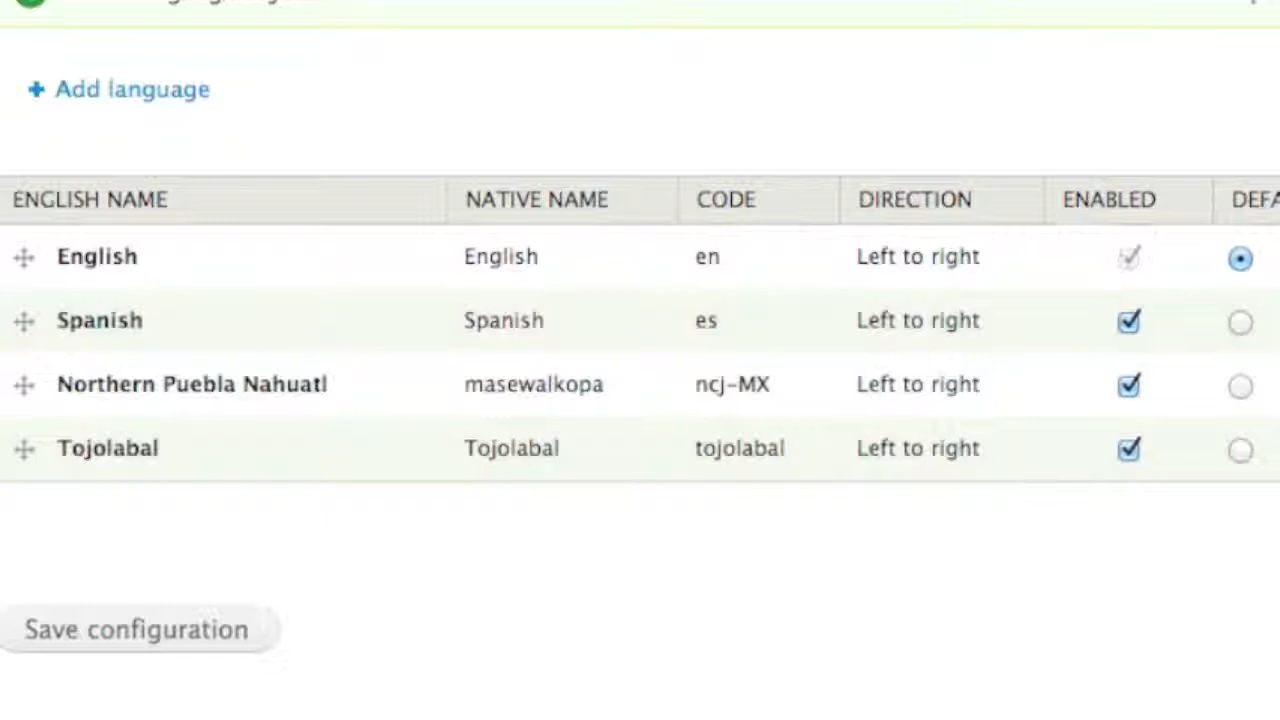 Add language
ENGLISH NAME NATIVE NAME CODE DIRECTION ENABLED DEFA
English English en Left to right
Spanish Spanish es Left to right
Northern Puebla Nahuatl masewalkopa ncj-MX Left to right
Tojolabal Tojolabal tojolabal Left to right
Save configuration